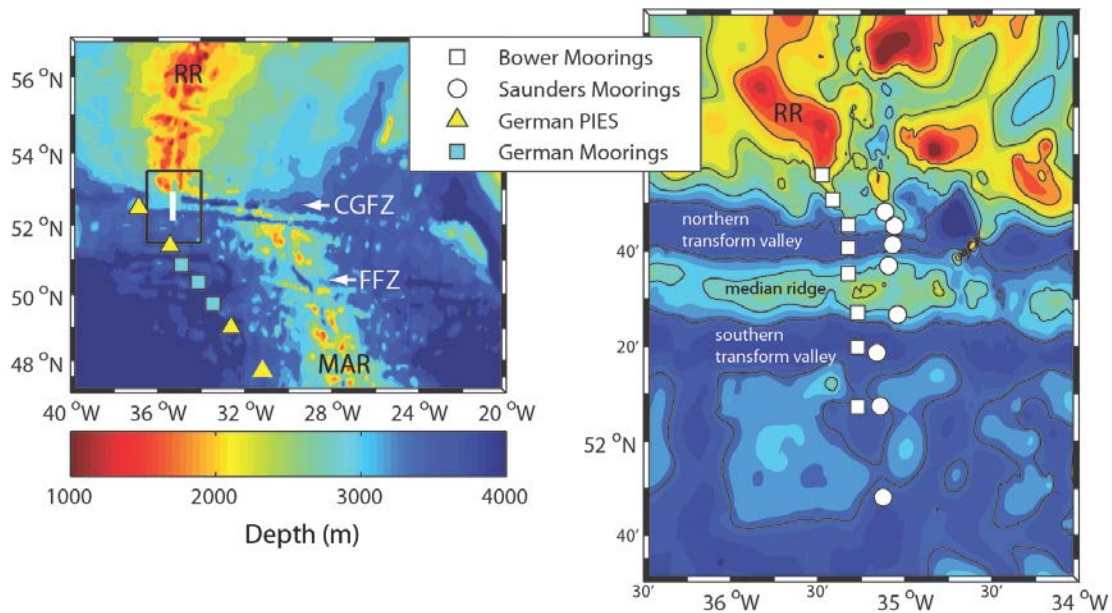 56 °N
54 °N
52 °N
50 °N
48 °N
40 °W
36 °W
32 °W
28 °W
24 °W
20 °W
RR
CGFZ
FFZ
MAR
1000
2000
3000
4000
Depth (m)
Bower Moorings
Saunders Moorings
German PIES
German Moorings
RR
northern
transform valley
median ridge
southern
transform valley
40'
20'
52 °N
40'
30'
36 °W
30'
35 °W
30'
34 °W